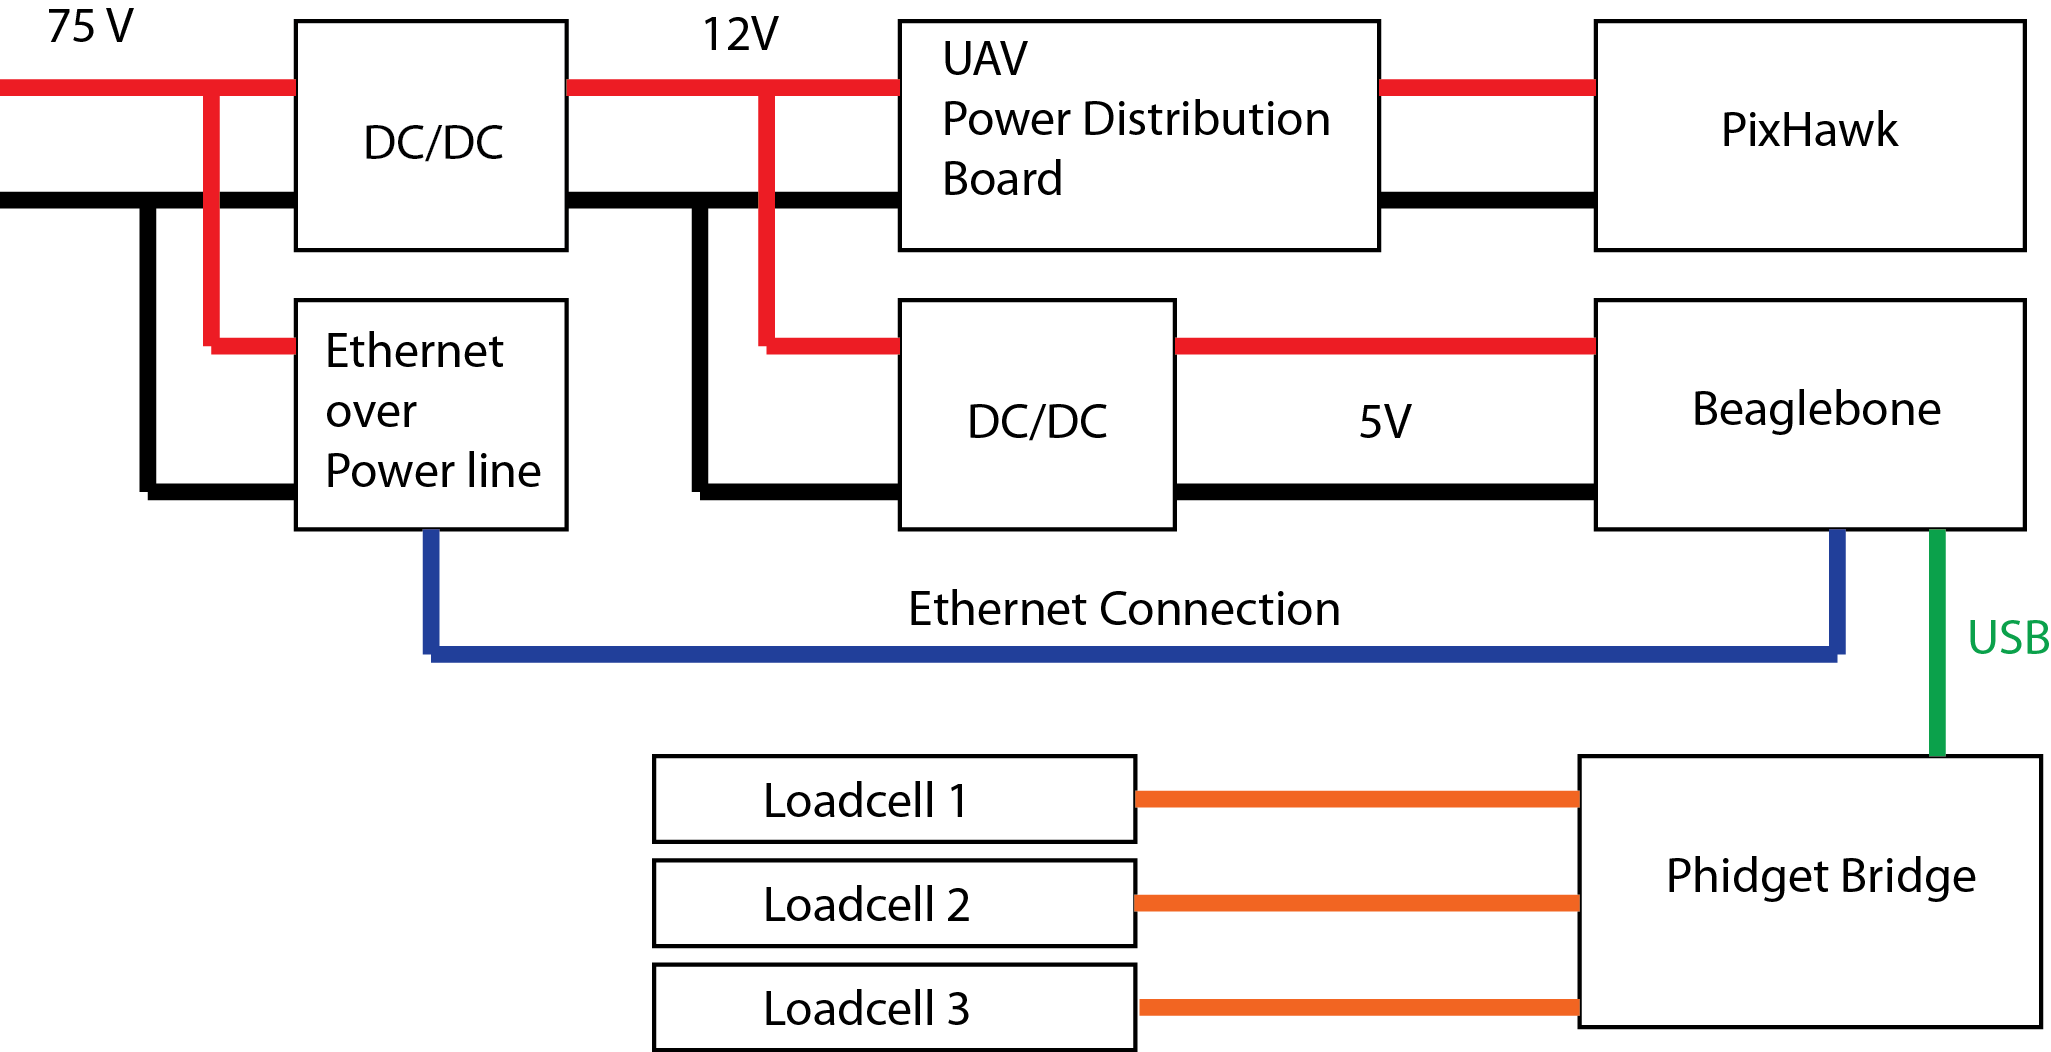 75 V
12V
DC/DC
UAV
Power Distribution
Board
PixHawk
Ethernet
over
Power line
DC/DC
5V
Beaglebone
Ethernet Connection
USB
Loadcell 1
Loadcell 2
Loadcell 3
Phidget Bridge